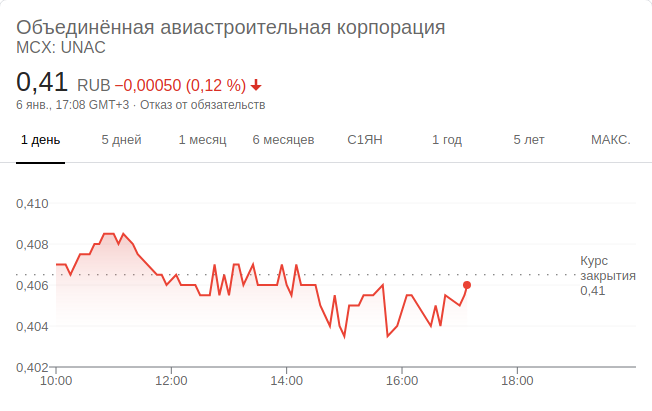 Объединённая авиастроительная корпорация
MCX: UNAC
0,41 RUB −0,00050 (0,12 %)
6 янв., 17:08 GMT+3 · Отказ от обязательств
1 день 5 дней 1 месяц 6 месяцев С1ЯН 1 год 5 лет МАКС.
0,410
0,408
0,406
0,404
0,402
Курс
закрытия
0,41
10:00 12:00 14:00 16:00 18:00